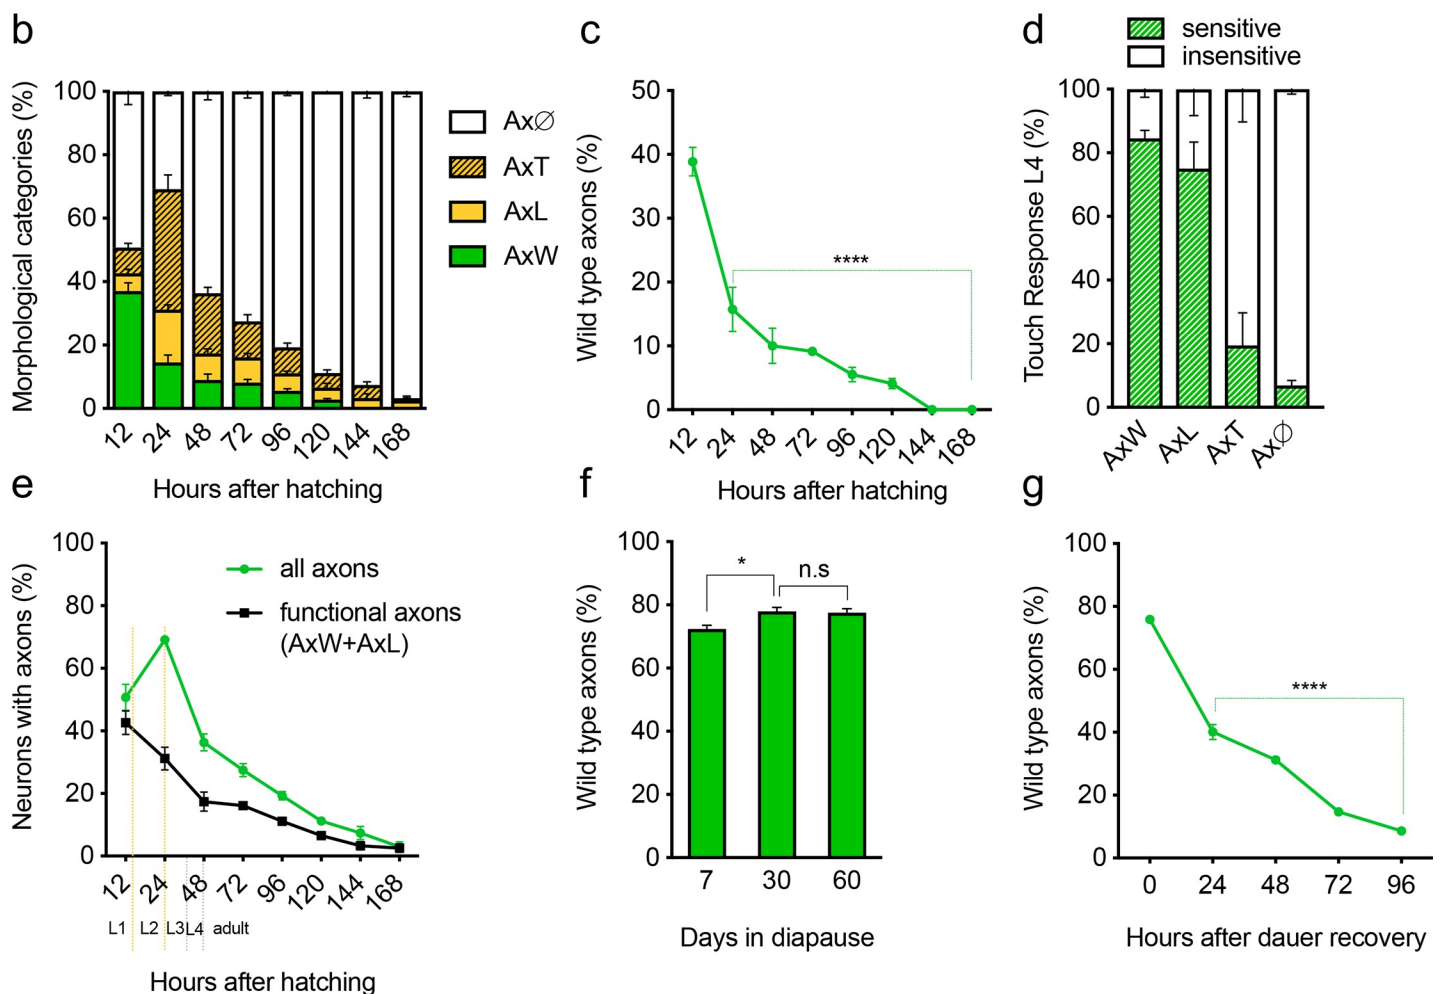 b
Morphological categories (%)
100
80
60
40
20
0
12 24 48 72 96 120 144 168
Hours after hatching
Ax∅
AxT
AxL
AxW
c
Wild type axons (%)
50
40
30
20
10
0
****
12 24 48 72 96 120 144 168
Hours after hatching
d
sensitive
insensitive
Touch Response L4 (%)
100
80
60
40
20
0
AxW AxL AxT Ax∅
e
Neurons with axons (%)
100
80
60
40
20
0
all axons
functional axons
(AxW+AxL)
12 24 48 72 96 120 144 168
L1 L2 L3 L4 adult
Hours after hatching
f
Wild type axons (%)
100
80
60
40
20
0
* n.s
7 30 60
Days in diapause
g
Wild type axons (%)
100
80
60
40
20
0
****
0 24 48 72 96
Hours after dauer recovery